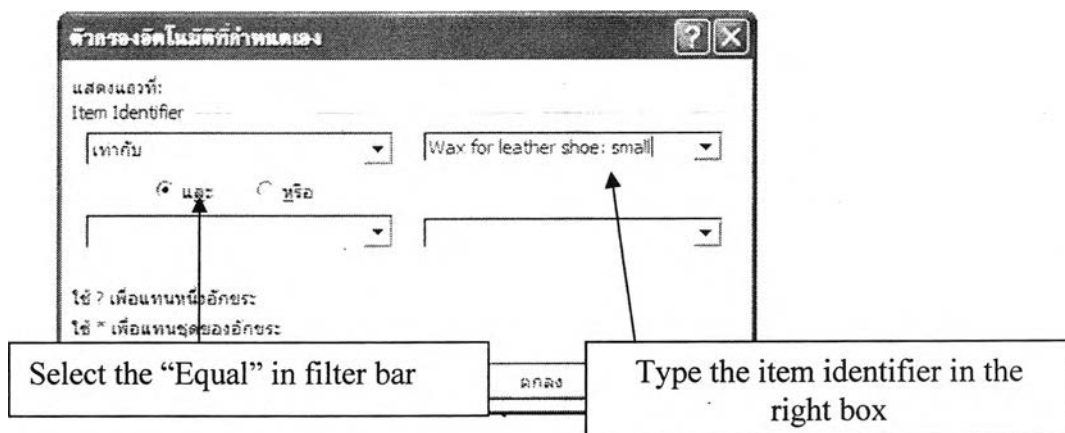 ตัวกรองอัตโนมัติที่กำหนดเอง
แสดงแถวที่:
Item Identifier
เท่ากับ
Wax for leather shoe: small
และ
หรือ
ใช้ ? เพื่อแทนหนึ่งอักขระ
ใช้ * เพื่อแทนชุดของอักขระ
Select the “Equal” in filter bar
ตกลง
Type the item identifier in the
right box